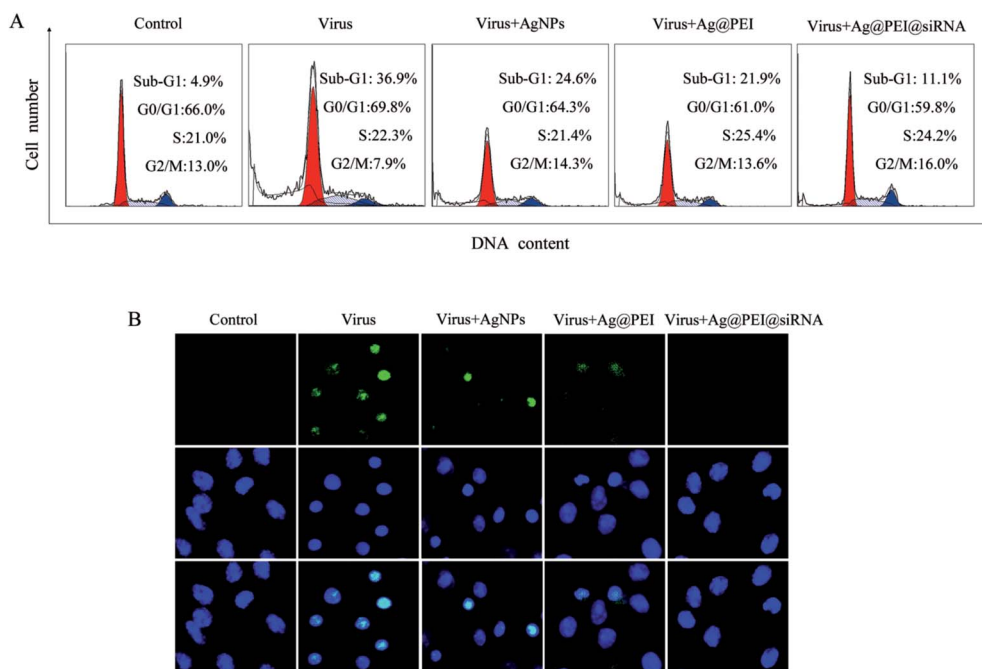 A
Control
Virus
Virus+AgNPs
Virus+Ag@PEI
Virus+Ag@PEI@siRNA
Cell number
Sub-G1: 4.9%
G0/G1:66.0%
S:21.0%
G2/M:13.0%
Sub-G1: 36.9%
G0/G1:69.8%
S:22.3%
G2/M:7.9%
Sub-G1: 24.6%
G0/G1:64.3%
S:21.4%
G2/M:14.3%
Sub-G1: 21.9%
G0/G1:61.0%
S:25.4%
G2/M:13.6%
Sub-G1: 11.1%
G0/G1:59.8%
S:24.2%
G2/M:16.0%
DNA content
B
Control
Virus
Virus+AgNPs
Virus+Ag@PEI
Virus+Ag@PEI@siRNA